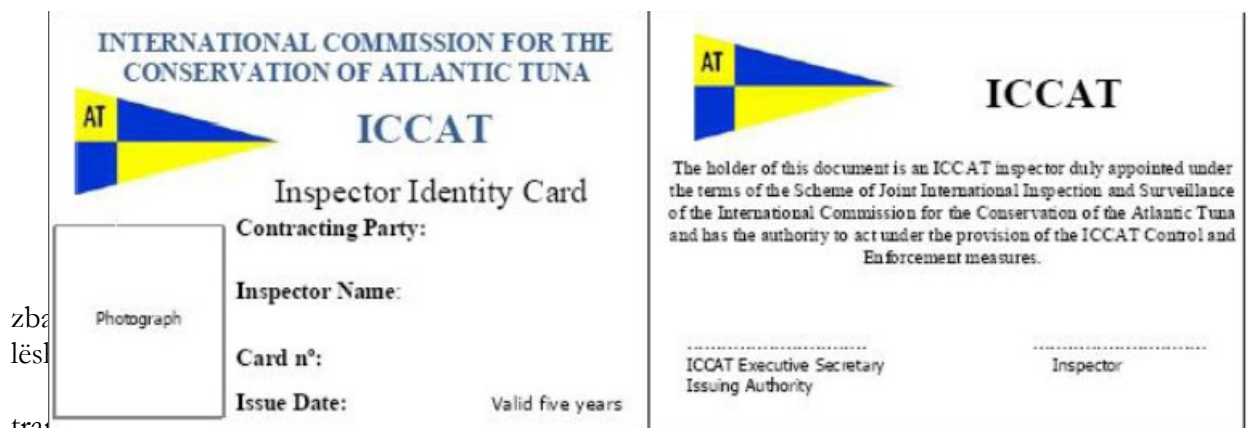 INTERNATIONAL COMMISSION FOR THE
CONSERVATION OF ATLANTIC TUNA
AT
ICCAT
Inspector Identity Card
Contracting Party:
Inspector Name:
Photograph
Card nº:
Issue Date:
Valid five years
AT
ICCAT
The holder of this document is an ICCAT inspector duly appointed under
the terms of the Scheme of Joint International Inspection and Surveillance
of the International Commission for the Conservation of the Atlantic Tuna
and has the authority to act under the provision of the ICCAT Control and
Enforcement measures.
ICCAT Executive Secretary
Issuing Authority
Inspector